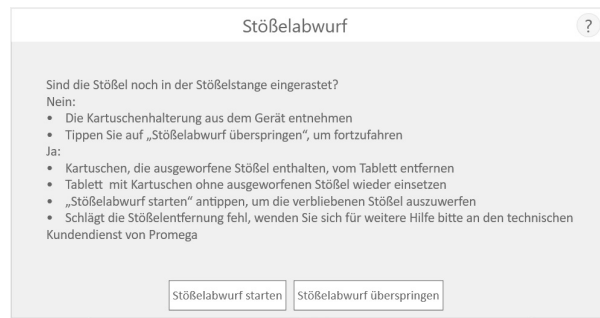 Stößelabwurf
?
Sind die Stößel noch in der Stößelstange eingerastet?
Nein:
• Die Kartuschenhalterung aus dem Gerät entnehmen
• Tippen Sie auf „Stößelabwurf überspringen“, um fortzufahren
Ja:
• Kartuschen, die ausgeworfene Stößel enthalten, vom Tablett entfernen
• Tablett mit Kartuschen ohne ausgeworfenen Stößel wieder einsetzen
• „Stößelabwurf starten“ antippen, um die verbliebenen Stößel auszuwerfen
• Schlägt die Stößelentfernung fehl, wenden Sie sich für weitere Hilfe bitte an den technischen
Kundendienst von Promega
Stößelabwurf starten
Stößelabwurf überspringen